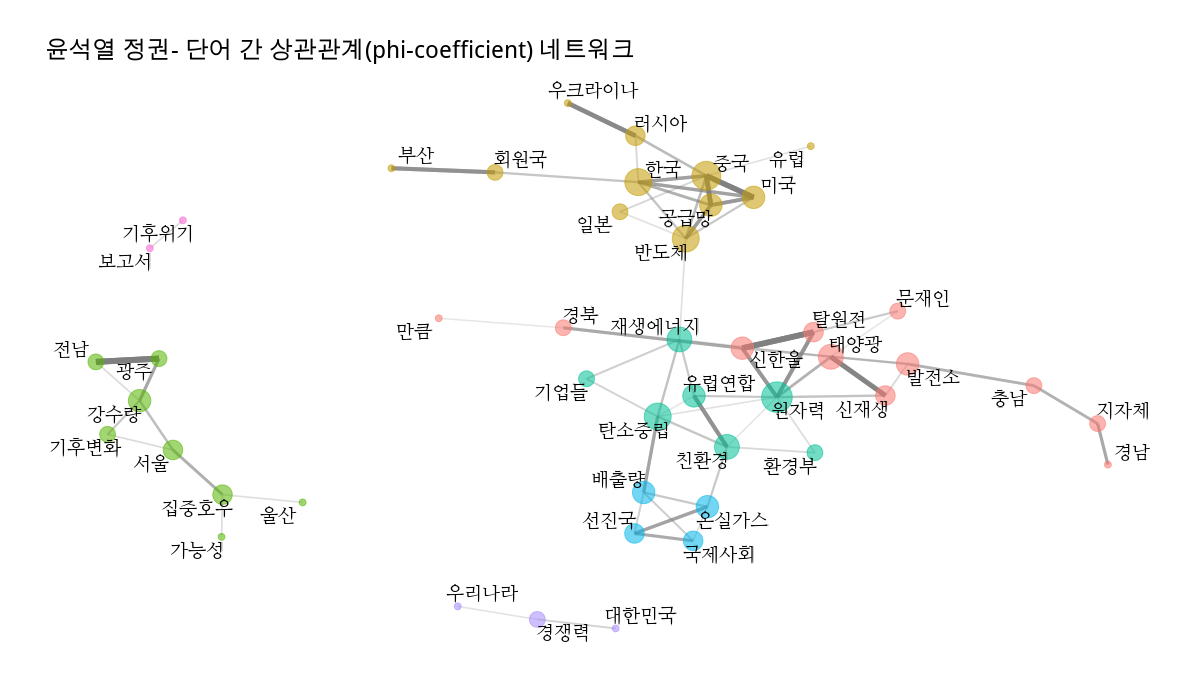 윤석열 정권- 단어 간 상관관계(phi-coefficient) 네트워크
우크라이나
러시아
부산
회원국
한국
중국
유럽
미국
일본
공급망
반도체
기후위기
보고서
문재인
만큼
경북
재생에너지
탈원전
신한울
태양광
전남
광주
기업들
유럽연합
발전소
충남
강수량
탄소중립
원자력
신재생
지자체
기후변화
서울
친환경
환경부
경남
배출량
집중호우
울산
선진국
온실가스
가능성
국제사회
우리나라
대한민국
경쟁력